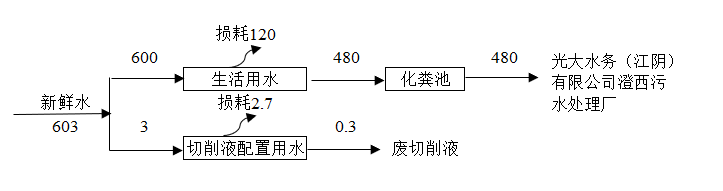 损耗120
600
生活用水
480
化粪池
480
光大水务（江阴）
有限公司澄西污
水处理厂
新鲜水
603
损耗2.7
3
切削液配置用水
0.3
废切削液